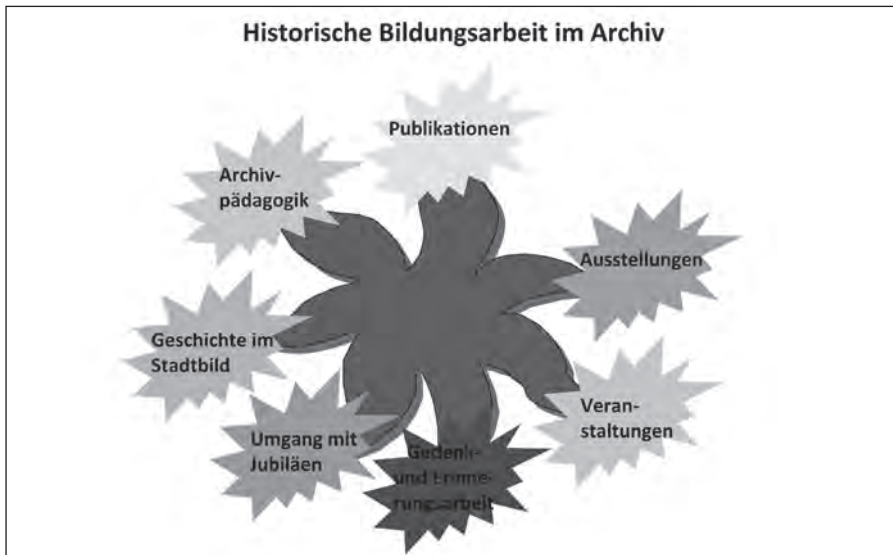 Historische Bildungsarbeit im Archiv
Publikationen
Archiv-
pädagogik
Ausstellungen
Geschichte im
Stadtbild
Veran-
staltungen
Umgang mit
Jubiläen
Gedenk-
und Erinne-
rungsarbeit